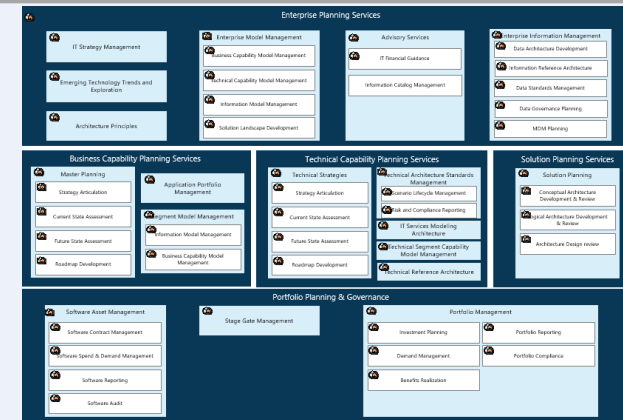 Enterprise Planning Services
IT Strategy Management
Emerging Technology Trends and
Exploration
Architecture Principles
Enterprise Model Management
Business Capability Model Management
Technical Capability Model Management
Information Model Management
Solution Landscape Development
Advisory Services
IT Financial Guidance
Information Catalog Management
Enterprise Information Management
Data Architecture Development
Information Reference Architecture
Data Standards Management
Data Governance Planning
MDM Planning
Business Capability Planning Services
Master Planning
Strategy Articulation
Current State Assessment
Future State Assessment
Roadmap Development
Application Portfolio
Management
Segment Model Management
Information Model Management
Business Capability Model
Management
Technical Capability Planning Services
Technical Strategies
Strategy Articulation
Current State Assessment
Future State Assessment
Roadmap Development
Technical Architecture Standards
Management
Scenario Lifecycle Management
Risk and Compliance Reporting
IT Services Modeling
Architecture
Technical Segment Capability
Model Management
Technical Reference Architecture
Solution Planning Services
Solution Planning
Conceptual Architecture
Development & Review
Logical Architecture Development
& Review
Architecture Design review
Portfolio Planning & Governance
Software Asset Management
Software Contract Management
Software Spend & Demand Management
Software Reporting
Software Audit
Stage Gate Management
Portfolio Management
Investment Planning
Demand Management
Benefits Realization
Portfolio Reporting
Portfolio Compliance